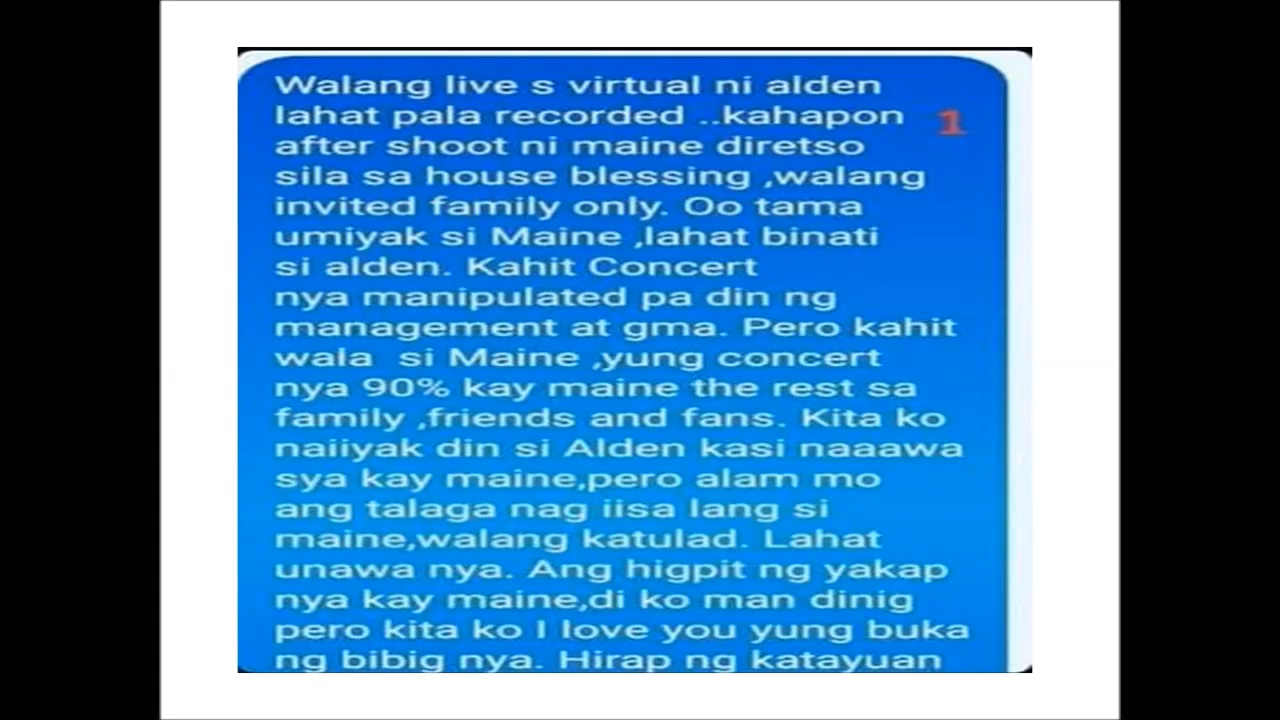 Walang live s virtual ni alden
lahat pala recorded ..kahapon
1
after shoot ni maine diretso
sila sa house blessing ,walang
invited family only. Oo tama
umiyak si Maine ,lahat binati
si alden. Kahit Concert
nya manipulated pa din ng
management at gma. Pero kahit
wala  si Maine ,yung concert
nya 90% kay maine the rest sa
family ,friends and fans. Kita ko
naiiyak din si Alden kasi naaawa
sya kay maine,pero alam mo
ang talaga nag iisa lang si
maine,walang katulad. Lahat
unawa nya. Ang higpit ng yakap
nya kay maine,di ko man dinig
pero kita ko I love you yung buka
ng bibig nya. Hirap ng katayuan